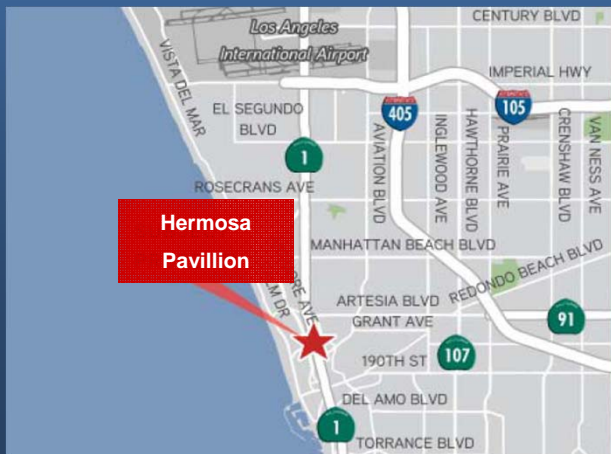 CENTURY BLVD
Los Angeles
International Airport
IMPERIAL HWY
VISTA DEL MAR
EL SEGUNDO
BLVD
405
105
1
AVIATION BLVD
INGLEWOOD AVE
HAWTHORNE BLVD
PRAIRIE AVE
CRENSHAW BLVD
VAN NESS AVE
ROSECRANS AVE
Hermosa
Pavillion
MANHATTAN BEACH BLVD
REDONDO BEACH BLVD
ARTESIA BLVD
GRANT AVE
91
190TH ST
107
DEL AMO BLVD
1
TORRANCE BLVD